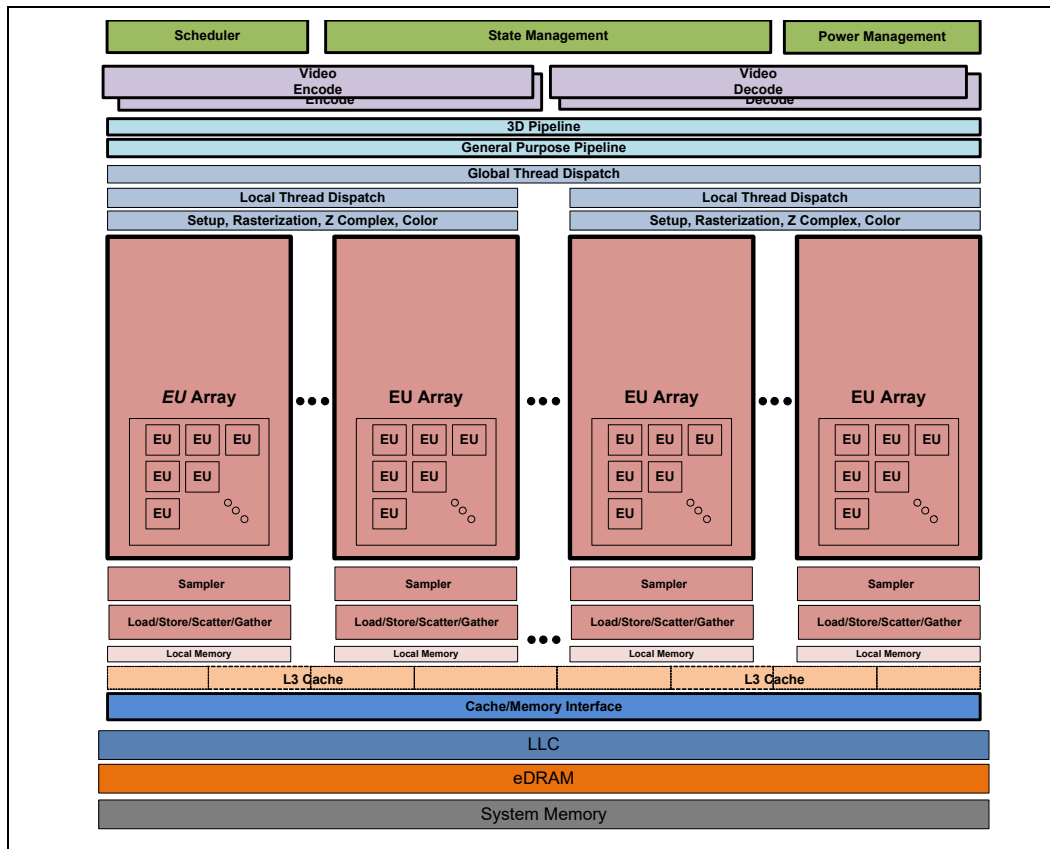 Scheduler
State Management
Power Management
Video
Encode
Encode
Video
Decode
Decode
3D Pipeline
General Purpose Pipeline
Global Thread Dispatch
Local Thread Dispatch
Local Thread Dispatch
Setup, Rasterization, Z Complex, Color
Setup, Rasterization, Z Complex, Color
EU Array
EU Array
EU Array
EU Array
EU EU EU
EU EU EU
EU EU EU
EU EU EU
EU EU
EU EU
EU EU
EU EU
EU
EU
EU
EU
Sampler
Sampler
Sampler
Sampler
Load/Store/Scatter/Gather
Load/Store/Scatter/Gather
Load/Store/Scatter/Gather
Load/Store/Scatter/Gather
Local Memory
Local Memory
Local Memory
Local Memory
L3 Cache
L3 Cache
Cache/Memory Interface
LLC
eDRAM
System Memory